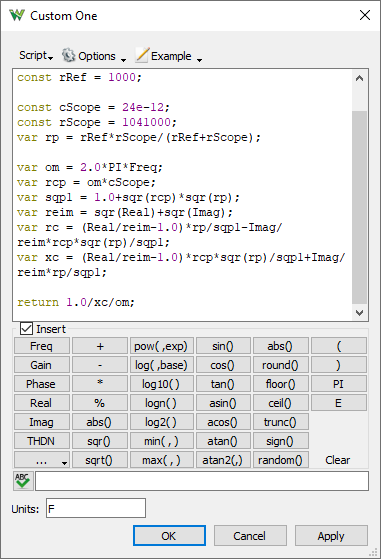 Custom One
Script Options Example
const rRef = 1000;
const cScope = 24e-12;
const rScope = 1041000;
var rp = rRef*rScope/(rRef+rScope);
var om = 2.0*PI*Freq;
var rcp = om*cScope;
var sqp1 = 1.0+sqr(rcp)*sqr(rp);
var reim = sqr(Real)+sqr(Imag);
var rc = (Real/reim-1.0)*rp/sqp1-Imag/
reim*rcp*sqr(rp)/sqp1;
var xc = (Real/reim-1.0)*rcp*sqr(rp)/sqp1+Imag/
reim*rp/sqp1;
return 1.0/xc/om;
Insert
Freq + pow( ,exp) sin() abs() (
Gain - log( ,base) cos() round() )
Phase * log10( ) tan() floor() PI
Real % logn( ) asin() ceil() E
Imag abs() log2( ) acos() trunc()
THDN sqr() min( , ) atan() sign()
... sqrt() max( , ) atan2(,) random() Clear
ABC
Units: F
OK Cancel Apply